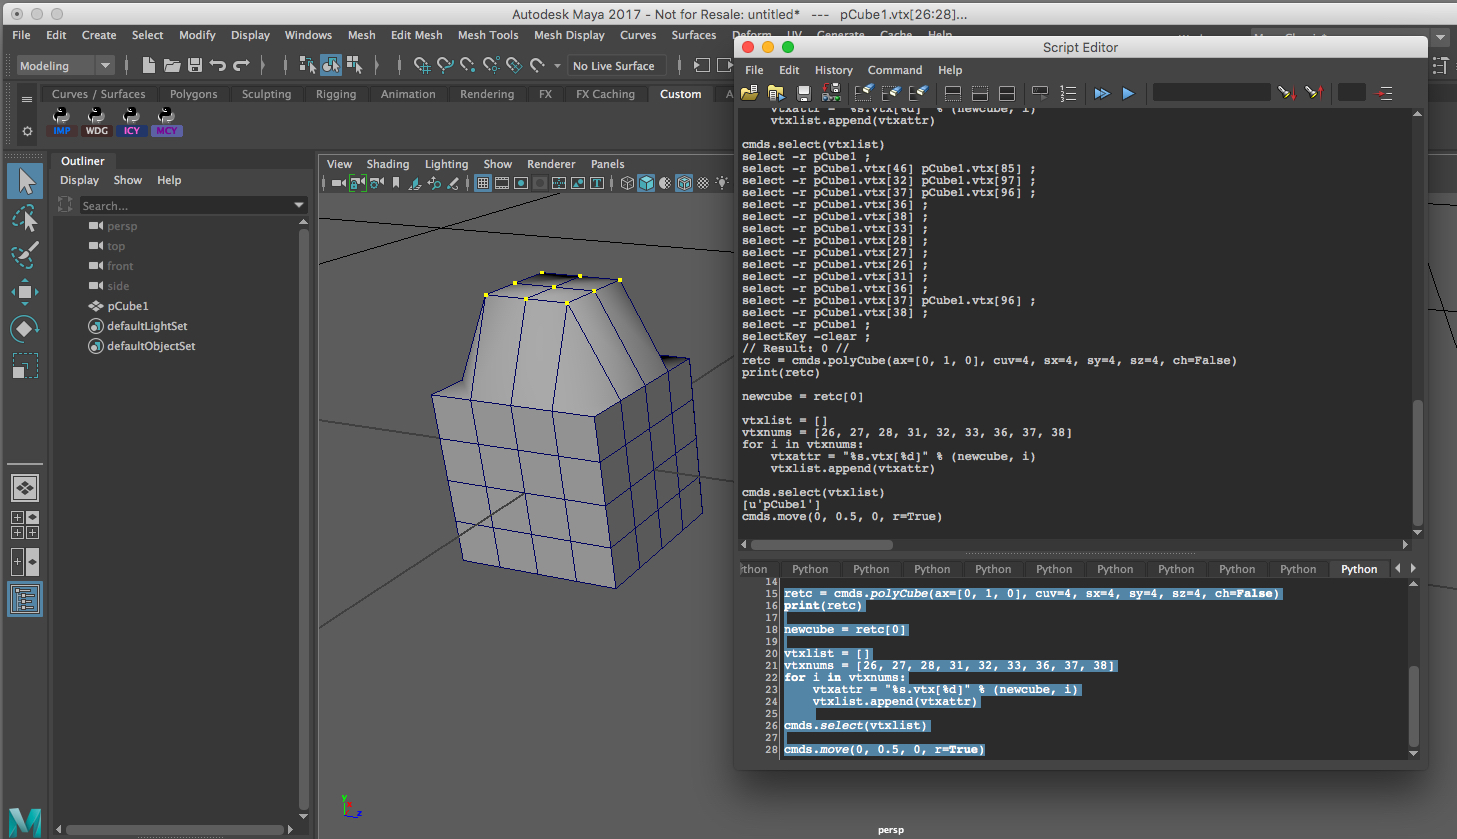 Autodesk Maya 2017 - Not for Resale: untitled*   ---   pCube1.vtx[26:28]...
File Edit Create Select Modify Display Windows Mesh Edit Mesh Mesh Tools Mesh Display Curves Surfaces Deform UV Generate Cache Help
Modeling
No Live Surface
Curves / Surfaces Polygons Sculpting Rigging Animation Rendering FX FX Caching Custom A
IMP WDG ICY MCY
Outliner
Display Show Help
Search...
persp
top
front
side
pCube1
defaultLightSet
defaultObjectSet
View Shading Lighting Show Renderer Panels
y
z
persp
Script Editor
File Edit History Command Help
    vtxattr = "%s.vtx[%d]" % (newcube, i)
    vtxlist.append(vtxattr)
cmds.select(vtxlist)
select -r pCube1 ;
select -r pCube1.vtx[46] pCube1.vtx[85] ;
select -r pCube1.vtx[32] pCube1.vtx[97] ;
select -r pCube1.vtx[37] pCube1.vtx[96] ;
select -r pCube1.vtx[36] ;
select -r pCube1.vtx[38] ;
select -r pCube1.vtx[33] ;
select -r pCube1.vtx[28] ;
select -r pCube1.vtx[27] ;
select -r pCube1.vtx[26] ;
select -r pCube1.vtx[31] ;
select -r pCube1.vtx[36] ;
select -r pCube1.vtx[37] pCube1.vtx[96] ;
select -r pCube1.vtx[38] ;
select -r pCube1 ;
selectKey -clear ;
// Result: 0 //
retc = cmds.polyCube(ax=[0, 1, 0], cuv=4, sx=4, sy=4, sz=4, ch=False)
print(retc)
newcube = retc[0]
vtxlist = []
vtxnums = [26, 27, 28, 31, 32, 33, 36, 37, 38]
for i in vtxnums:
    vtxattr = "%s.vtx[%d]" % (newcube, i)
    vtxlist.append(vtxattr)
cmds.select(vtxlist)
[u'pCube1']
cmds.move(0, 0.5, 0, r=True)
thon Python Python Python Python Python Python Python Python Python Python
14
15 retc = cmds.polyCube(ax=[0, 1, 0], cuv=4, sx=4, sy=4, sz=4, ch=False)
16 print(retc)
17
18 newcube = retc[0]
19
20 vtxlist = []
21 vtxnums = [26, 27, 28, 31, 32, 33, 36, 37, 38]
22 for i in vtxnums:
23     vtxattr = "%s.vtx[%d]" % (newcube, i)
24     vtxlist.append(vtxattr)
25
26 cmds.select(vtxlist)
27
28 cmds.move(0, 0.5, 0, r=True)